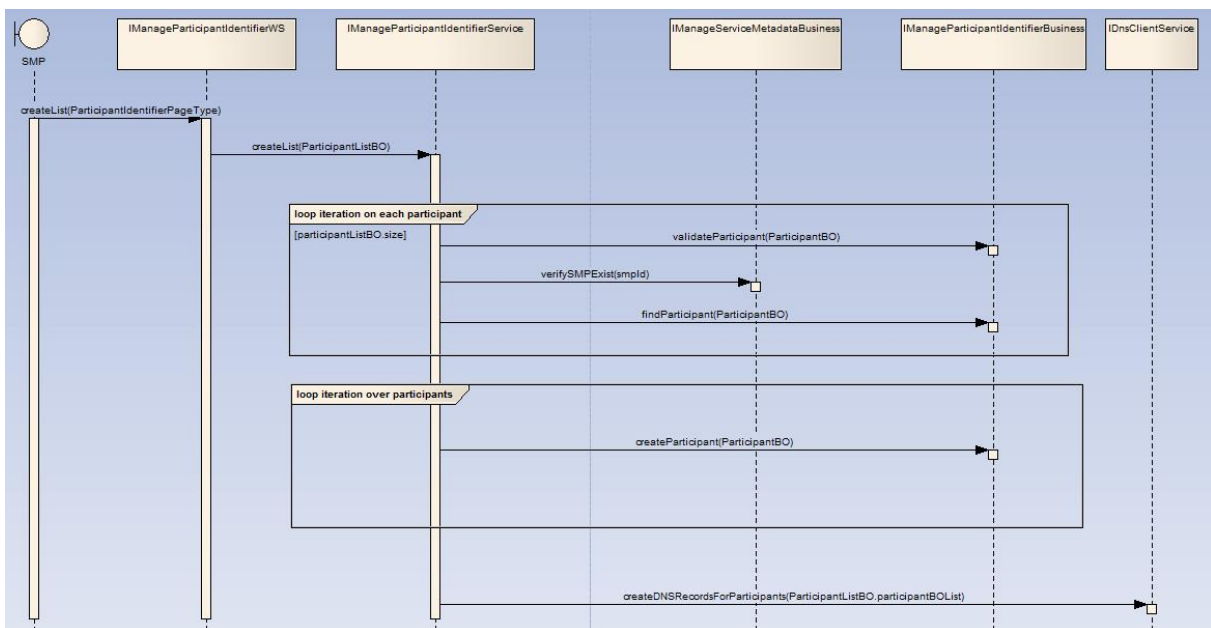 IManageParticipantIdentifierWS
IManageParticipantIdentifierService
IManageServiceMetadataBusiness
IManageParticipantIdentifierBusiness
IDnsClientService
SMP
createList(ParticipantIdentifierPageType)
createList(ParticipantListBO)
loop iteration on each participant
[participantListBO.size]
validateParticipant(ParticipantBO)
verifySMPExist(smpId)
findParticipant(ParticipantBO)
loop iteration over participants
createParticipant(ParticipantBO)
createDNSRecordsForParticipants(ParticipantListBO.participantBOList)